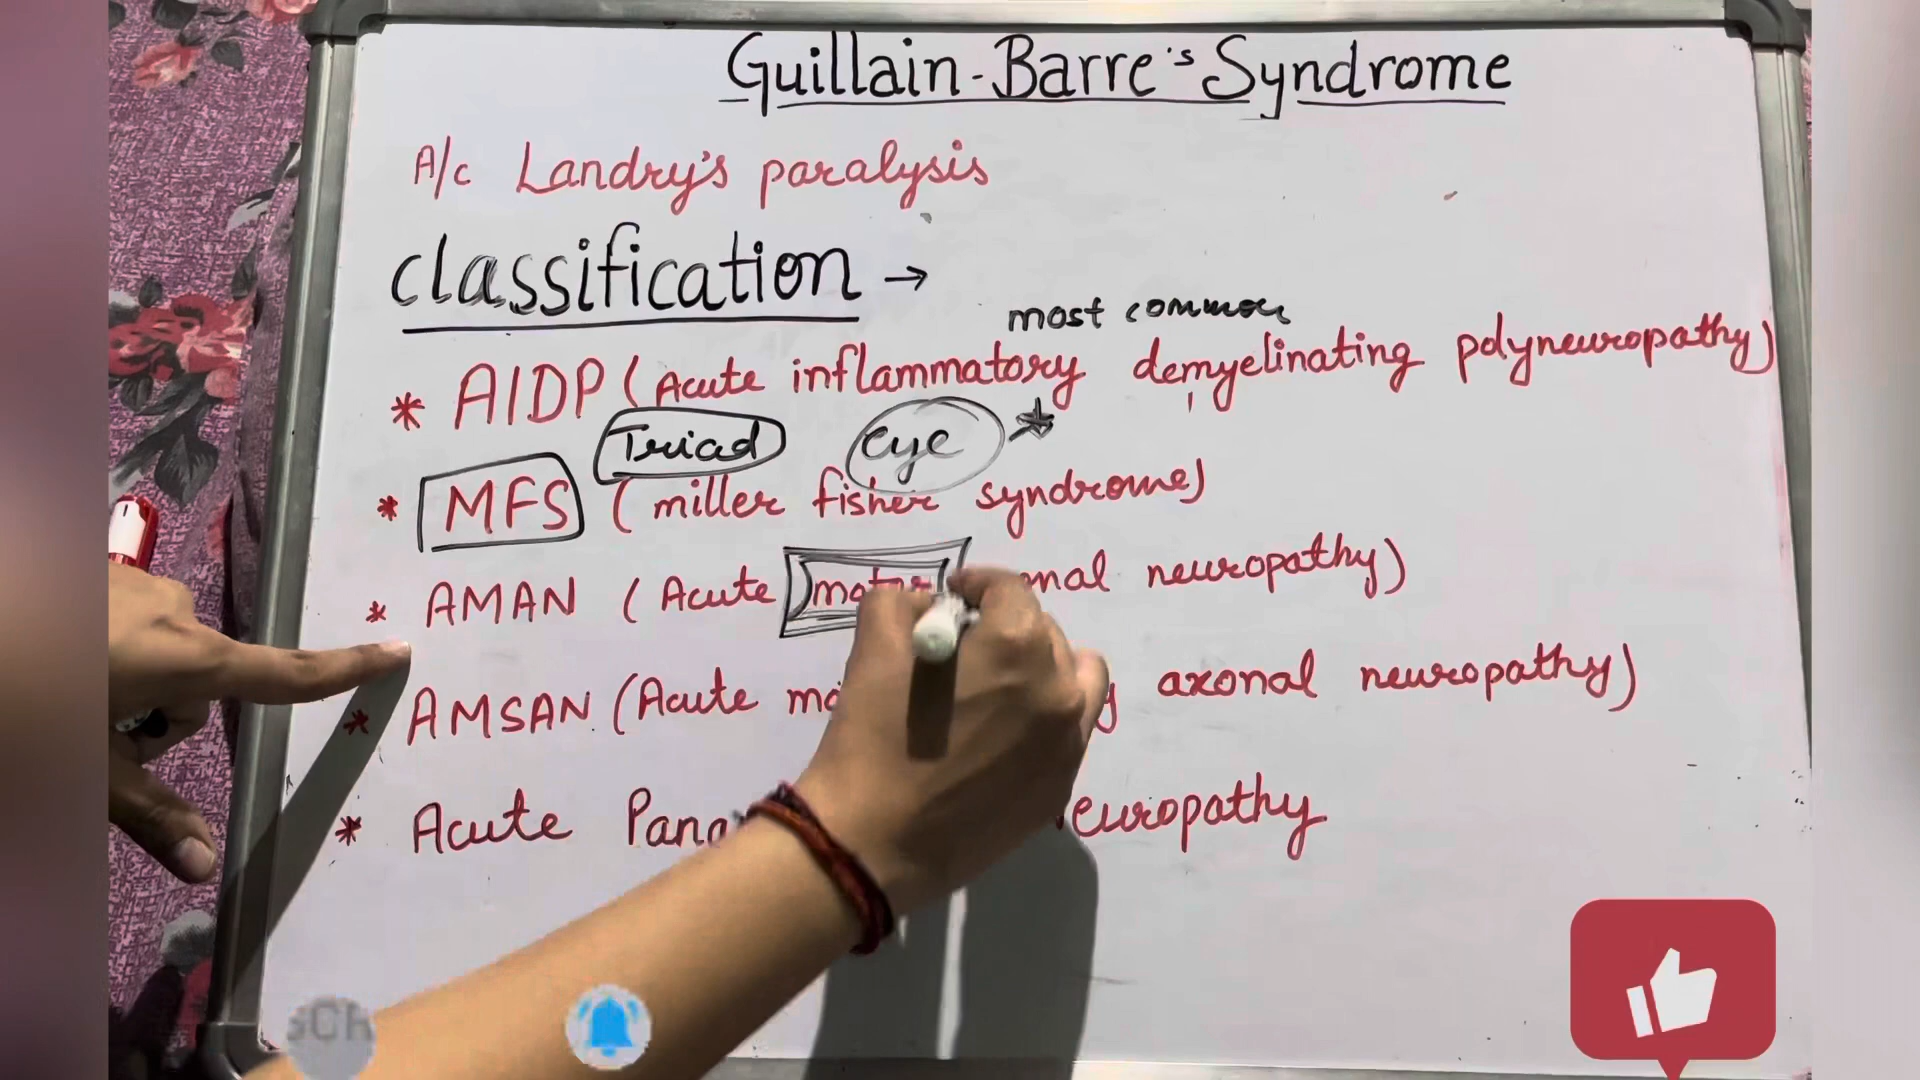 Guillain-Barre's Syndrome
A/c Landry's paralysis
classification →
most common
* AIDP (Acute inflammatory demyelinating polyneuropathy)
Triad eye *
* MFS (miller fisher syndrome)
* AMAN (Acute motor neuropathy)
* AMSAN (Acute axonal neuropathy)
* Acute